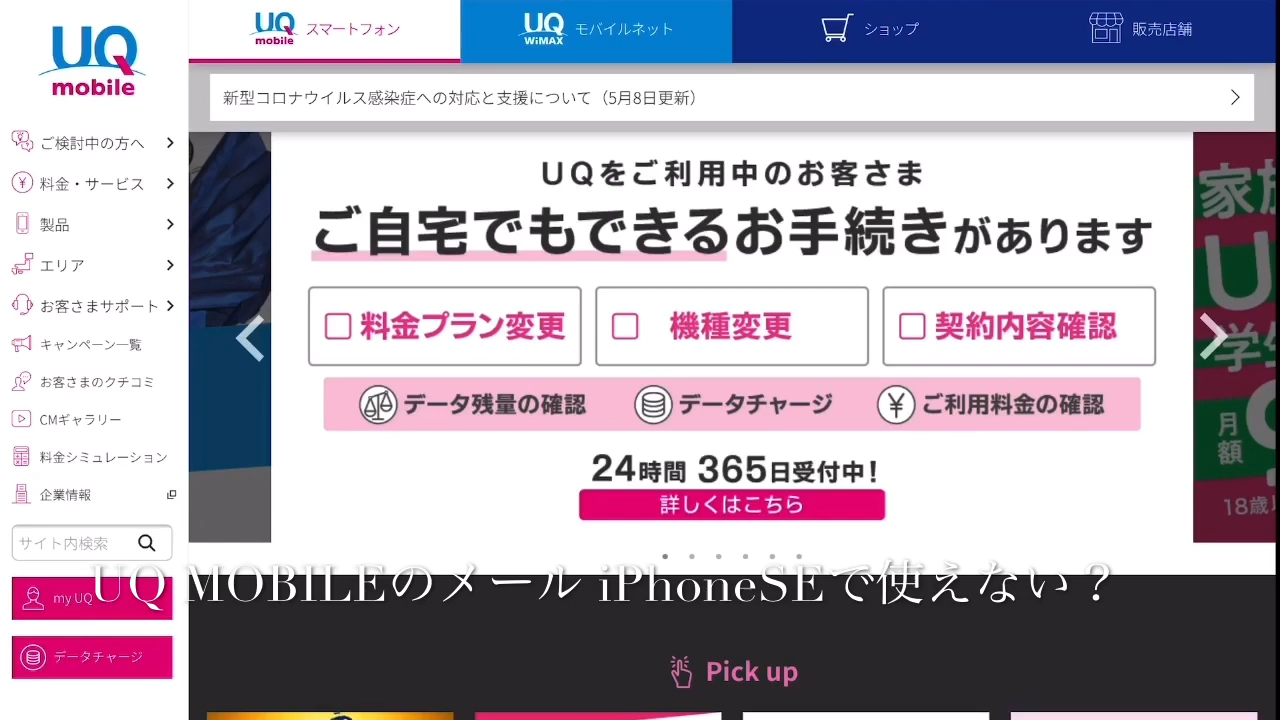 UQ mobile
ご検討中の方へ
料金・サービス
製品
エリア
お客さまサポート
キャンペーン一覧
お客さまのクチコミ
CMギャラリー
料金シミュレーション
企業情報
サイト内検索
my UQ
データチャージ
UQ mobile スマートフォン
UQ WiMAX モバイルネット
ショップ
販売店舗
新型コロナウイルス感染症への対応と支援について（5月8日更新）
UQをご利用中のお客さま
ご自宅でもできるお手続きがあります
料金プラン変更
機種変更
契約内容確認
データ残量の確認
データチャージ
¥ ご利用料金の確認
24時間 365日受付中!
詳しくはこちら
月額
18歳
UQ MOBILEのメール iPhoneSEで使えない？
Pick up